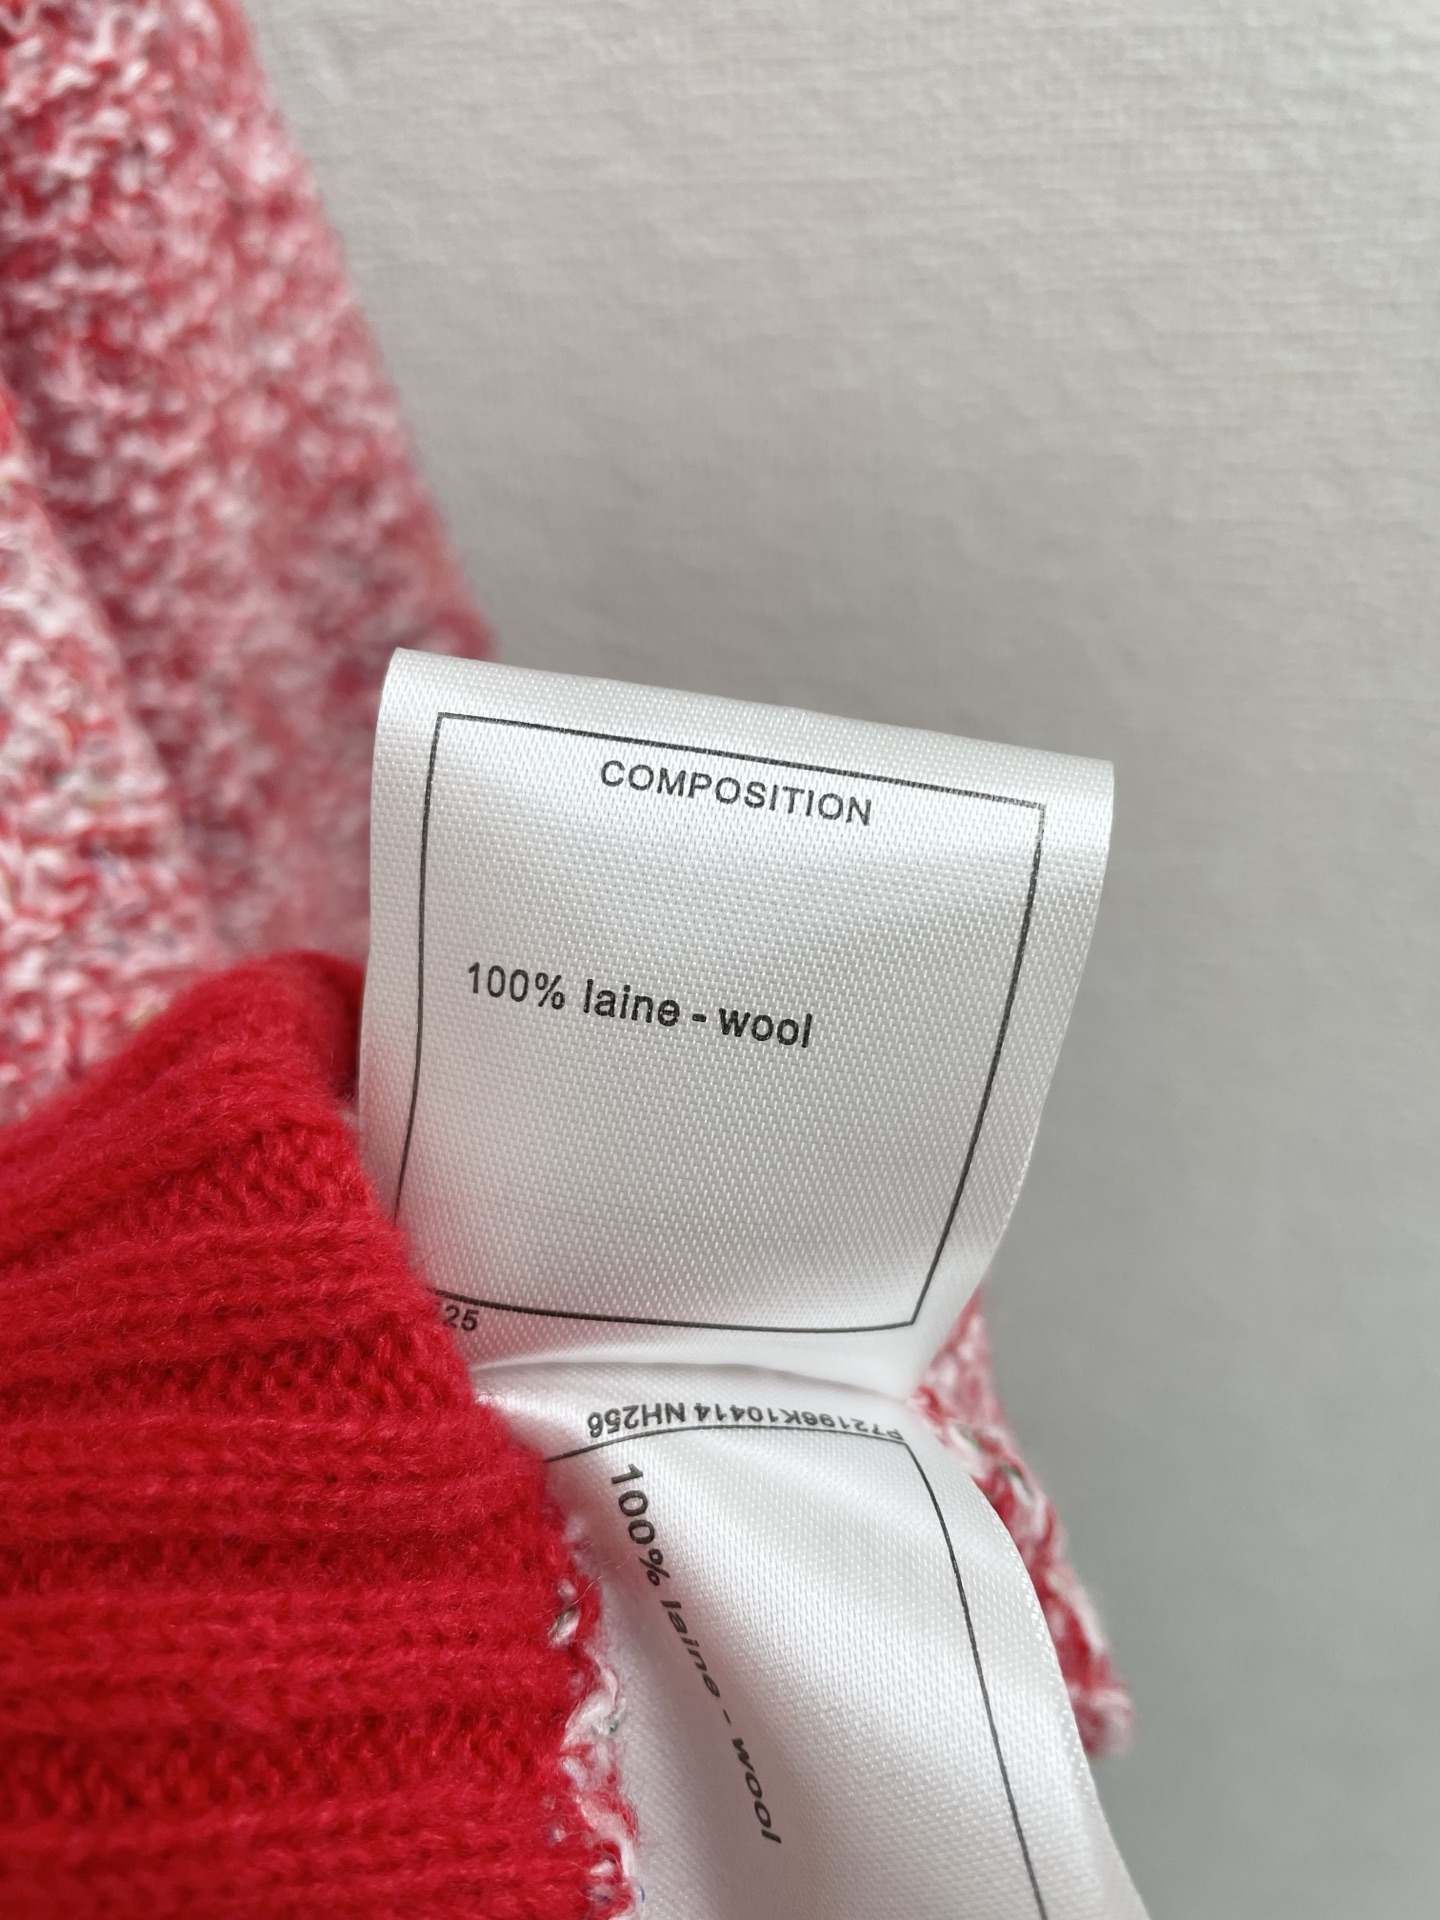 COMPOSITION
100% laine - wool
25
P72196K10414 NH256
100% laine - wool